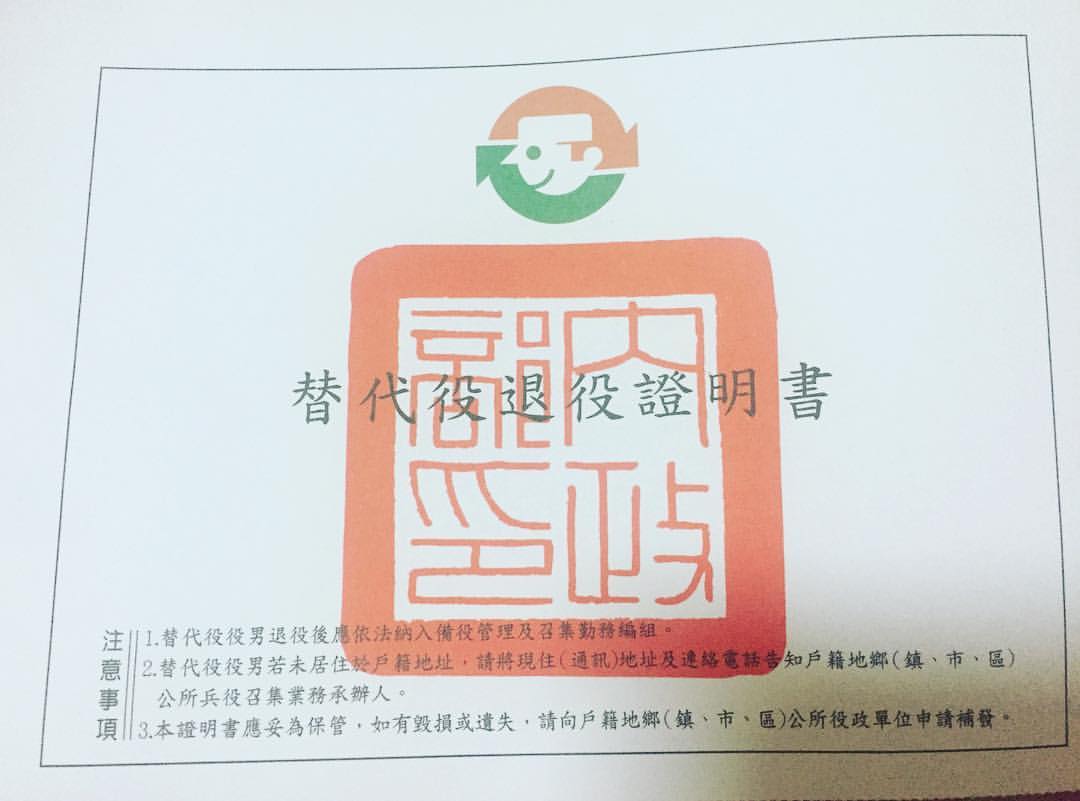 內政部印
替代役退役證明書
注意事項
1.替代役役男退役後應依法納入備役管理及召集勤務編組。
2.替代役役男若未居住於戶籍地址，請將現住(通訊)地址及連絡電話告知戶籍地鄉(鎮、市、區)
公所兵役召集業務承辦人。
3.本證明書應妥為保管，如有毀損或遺失，請向戶籍地鄉(鎮、市、區)公所役政單位申請補發。